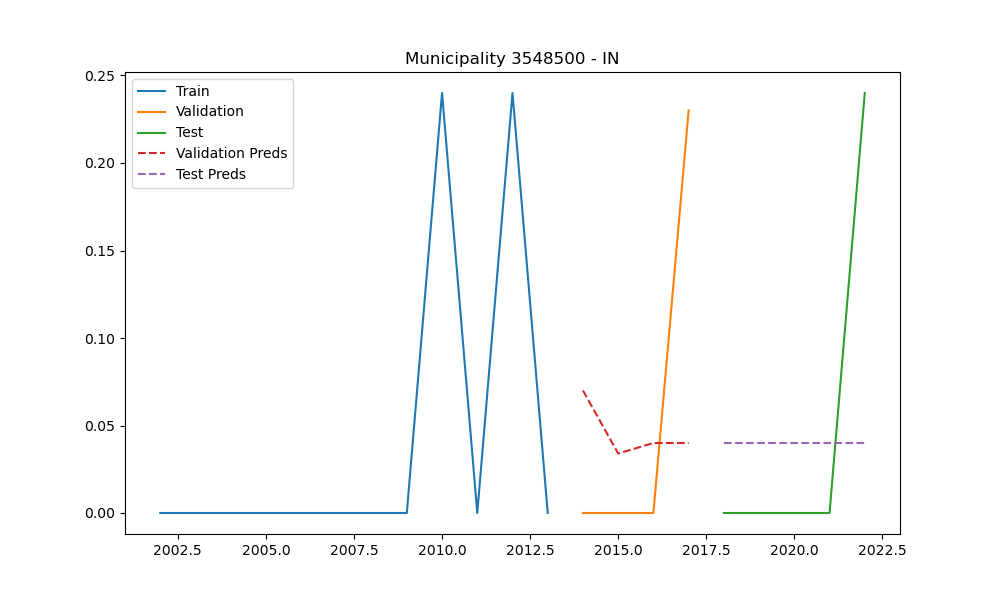 Municipality 3548500 - IN
0.25
0.20
0.15
0.10
0.05
0.00
Train
Validation
Test
Validation Preds
Test Preds
2002.5 2005.0 2007.5 2010.0 2012.5 2015.0 2017.5 2020.0 2022.5